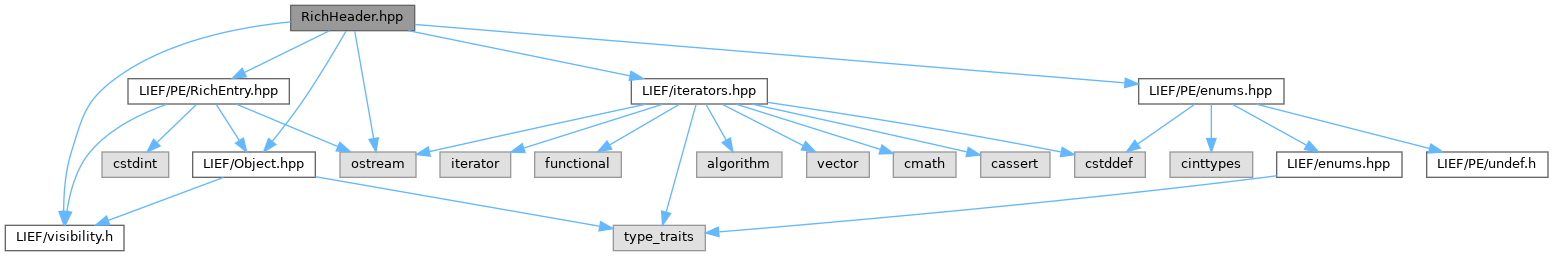 RichHeader.hpp
LIEF/PE/RichEntry.hpp
LIEF/iterators.hpp
LIEF/PE/enums.hpp
cstdint
LIEF/Object.hpp
ostream
iterator
functional
algorithm
vector
cmath
cassert
cstddef
cinttypes
LIEF/enums.hpp
LIEF/PE/undef.h
LIEF/visibility.h
type_traits